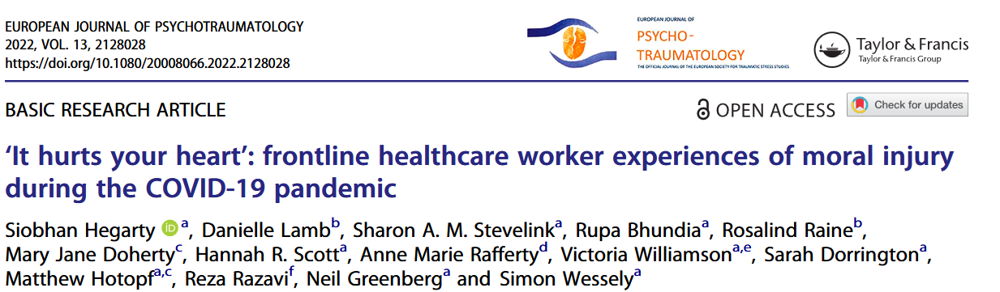 EUROPEAN JOURNAL OF PSYCHOTRAUMATOLOGY
2022, VOL. 13, 2128028
https://doi.org/10.1080/20008066.2022.2128028
EUROPEAN JOURNAL OF
PSYCHO-
TRAUMATOLOGY
THE OFFICIAL JOURNAL OF THE EUROPEAN SOCIETY FOR TRAUMATIC STRESS STUDIES
Taylor & Francis
Taylor & Francis Group
BASIC RESEARCH ARTICLE
OPEN ACCESS
Check for updates
‘It hurts your heart’: frontline healthcare worker experiences of moral injury
during the COVID-19 pandemic
Siobhan Hegarty iD a, Danielle Lamb b, Sharon A. M. Stevelink a, Rupa Bhundia a, Rosalind Raine b,
Mary Jane Doherty c, Hannah R. Scott a, Anne Marie Rafferty d, Victoria Williamson a,e, Sarah Dorrington a,
Matthew Hotopf a,c, Reza Razavi f, Neil Greenberg a and Simon Wessely a